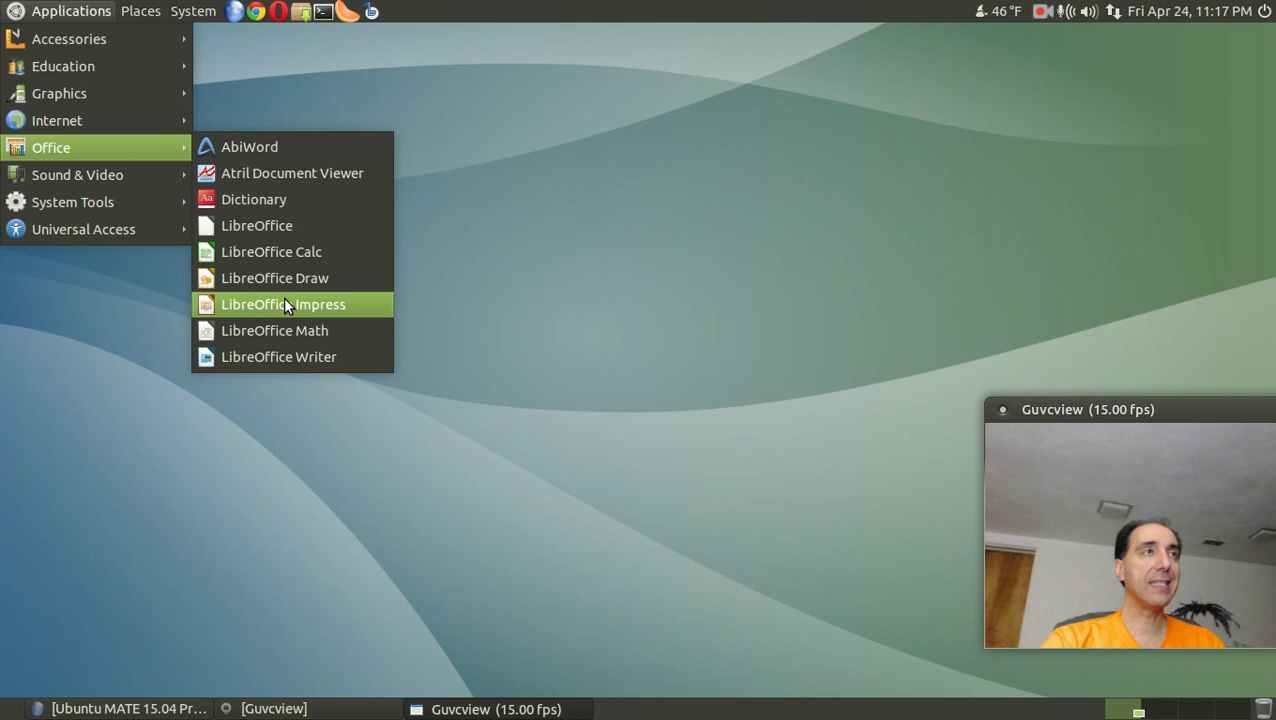 Applications Places System 46 °F Fri Apr 24, 11:17 PM
Accessories
Education
Graphics
Internet
Office
Sound & Video
System Tools
Universal Access
AbiWord
Atril Document Viewer
Dictionary
LibreOffice
LibreOffice Calc
LibreOffice Draw
LibreOffice Impress
LibreOffice Math
LibreOffice Writer
Guvcview (15.00 fps)
[Ubuntu MATE 15.04 Pr... [Guvcview] Guvcview (15.00 fps)